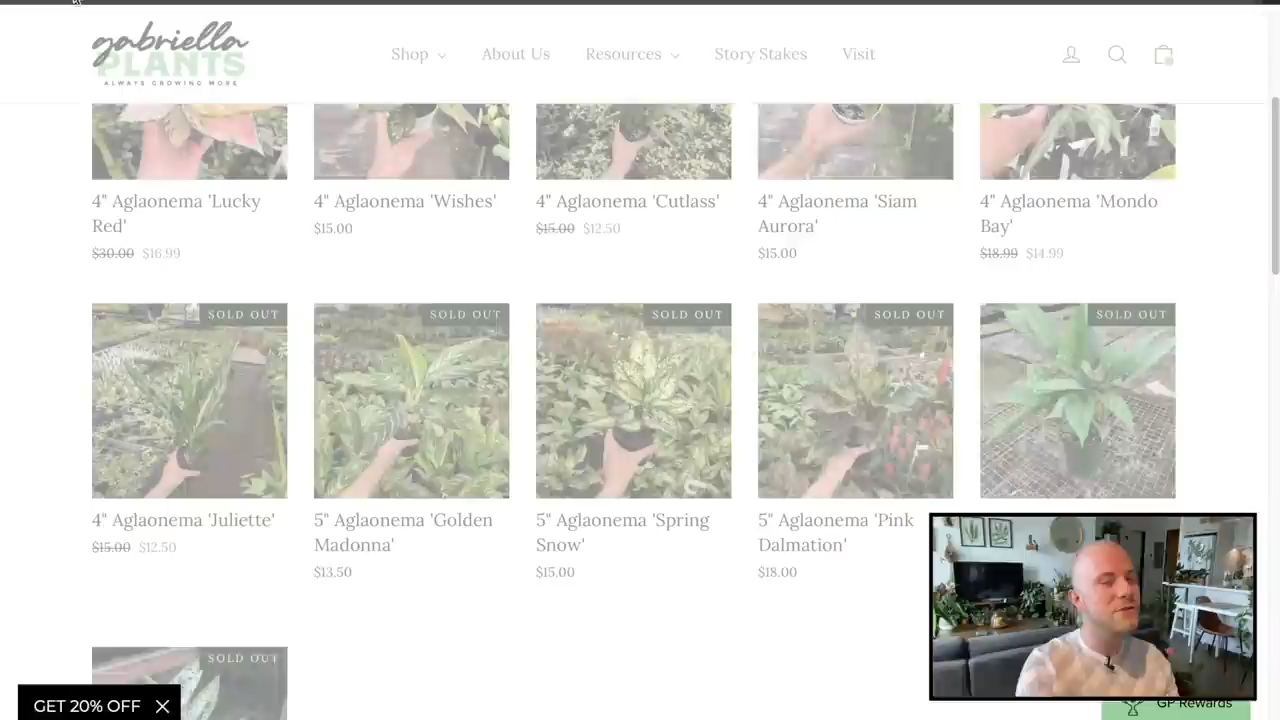 gabriella
PLANTS
ALWAYS GROWING MORE
Shop
About Us
Resources
Story Stakes
Visit
4" Aglaonema 'Lucky
Red'
$30.00 $16.99
4" Aglaonema 'Wishes'
$15.00
4" Aglaonema 'Cutlass'
$15.00 $12.50
4" Aglaonema 'Siam
Aurora'
$15.00
4" Aglaonema 'Mondo
Bay'
$18.99 $14.99
SOLD OUT
SOLD OUT
SOLD OUT
SOLD OUT
SOLD OUT
4" Aglaonema 'Juliette'
$15.00 $12.50
5" Aglaonema 'Golden
Madonna'
$13.50
5" Aglaonema 'Spring
Snow'
$15.00
5" Aglaonema 'Pink
Dalmation'
$18.00
SOLD OUT
GET 20% OFF
GP Rewards